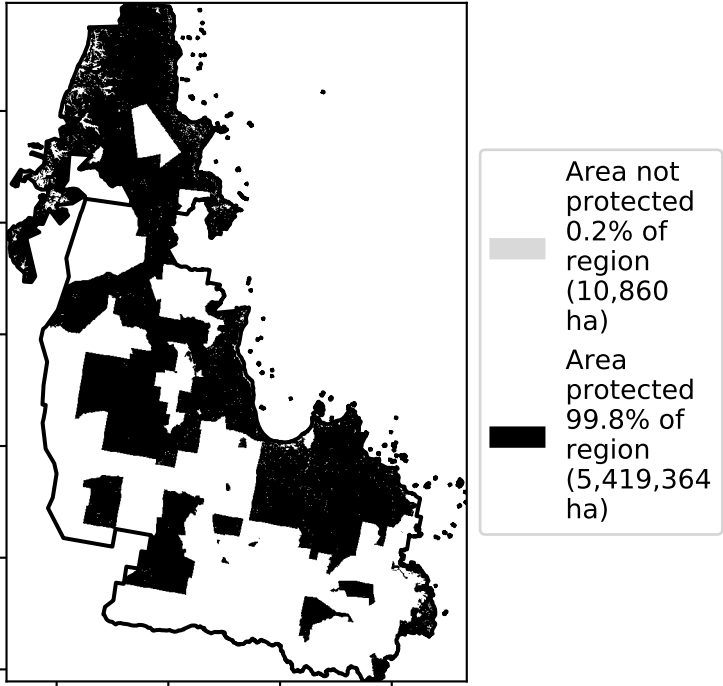 Area not
protected
0.2% of
region
(10,860
ha)
Area
protected
99.8% of
region
(5,419,364
ha)